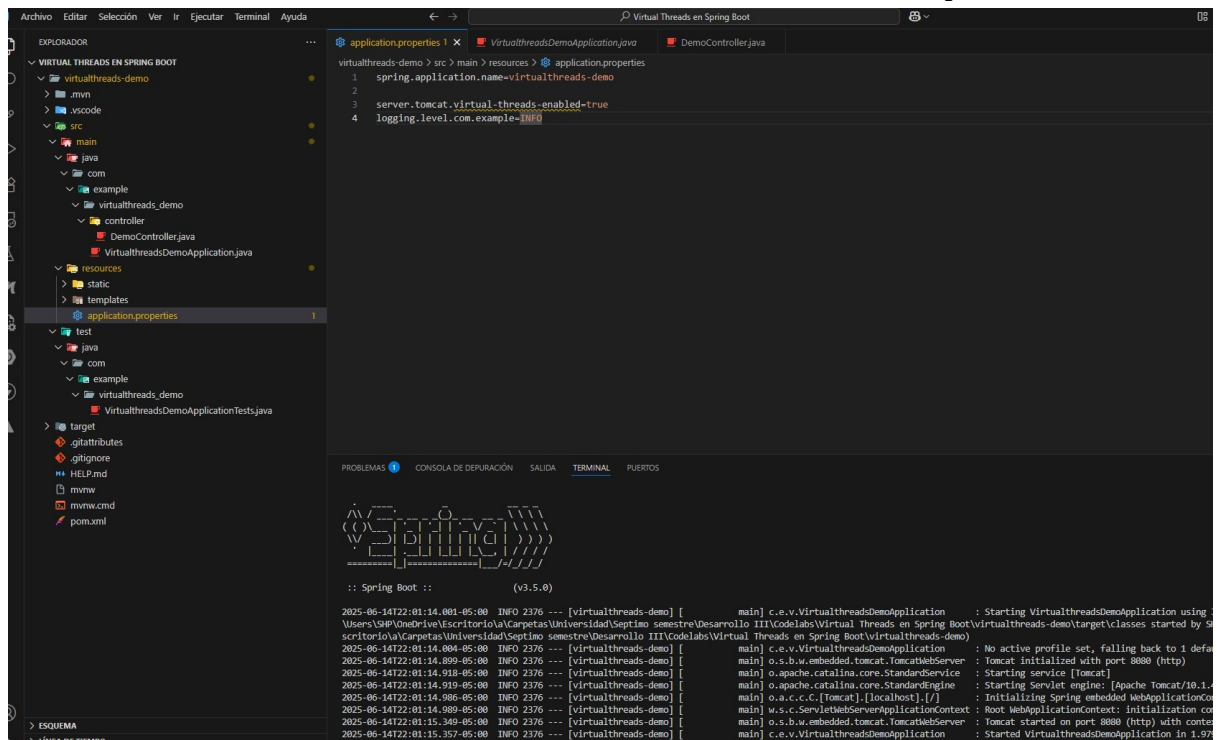 Archivo Editar Selección Ver Ir Ejecutar Terminal Ayuda
Virtual Threads en Spring Boot
EXPLORADOR
VIRTUAL THREADS EN SPRING BOOT
virtualthreads-demo
.mvn
.vscode
src
main
java
com
example
virtualthreads_demo
controller
DemoController.java
VirtualthreadsDemoApplication.java
resources
static
templates
application.properties 1
test
java
com
example
virtualthreads_demo
VirtualthreadsDemoApplicationTests.java
target
.gitattributes
.gitignore
HELP.md
mvnw
mvnw.cmd
pom.xml
ESQUEMA
application.properties 1 VirtualthreadsDemoApplication.java DemoController.java
virtualthreads-demo > src > main > resources > application.properties
1 spring.application.name=virtualthreads-demo
2
3 server.tomcat.virtual-threads-enabled=true
4 logging.level.com.example=INFO
PROBLEMAS 1 CONSOLA DE DEPURACIÓN SALIDA TERMINAL PUERTOS
Spring
:: Spring Boot :: (v3.5.0)
2025-06-14T22:01:14.001-05:00 INFO 2376 --- [virtualthreads-demo] [ main] c.e.v.VirtualthreadsDemoApplication : Starting VirtualthreadsDemoApplication using
\Users\SHP\OneDrive\Escritorio\a\Carpetas\Universidad\Septimo semestre\Desarrollo III\Codelabs\Virtual Threads en Spring Boot\virtualthreads-demo\target\classes started by
scritorio\a\Carpetas\Universidad\Septimo semestre\Desarrollo III\Codelabs\Virtual Threads en Spring Boot\virtualthreads-demo)
2025-06-14T22:01:14.004-05:00 INFO 2376 --- [virtualthreads-demo] [ main] c.e.v.VirtualthreadsDemoApplication : No active profile set, falling back to 1 defau
2025-06-14T22:01:14.899-05:00 INFO 2376 --- [virtualthreads-demo] [ main] o.s.b.w.embedded.tomcat.TomcatWebServer : Tomcat initialized with port 8080 (http)
2025-06-14T22:01:14.918-05:00 INFO 2376 --- [virtualthreads-demo] [ main] o.apache.catalina.core.StandardService : Starting service [Tomcat]
2025-06-14T22:01:14.919-05:00 INFO 2376 --- [virtualthreads-demo] [ main] o.apache.catalina.core.StandardEngine : Starting Servlet engine: [Apache Tomcat/10.1.4
2025-06-14T22:01:14.986-05:00 INFO 2376 --- [virtualthreads-demo] [ main] o.a.c.c.C.[Tomcat].[localhost].[/] : Initializing Spring embedded WebApplicationCo
2025-06-14T22:01:14.989-05:00 INFO 2376 --- [virtualthreads-demo] [ main] w.s.c.ServletWebServerApplicationContext : Root WebApplicationContext: initialization co
2025-06-14T22:01:15.349-05:00 INFO 2376 --- [virtualthreads-demo] [ main] o.s.b.w.embedded.tomcat.TomcatWebServer : Tomcat started on port 8080 (http) with conte
2025-06-14T22:01:15.357-05:00 INFO 2376 --- [virtualthreads-demo] [ main] c.e.v.VirtualthreadsDemoApplication : Started VirtualthreadsDemoApplication in 1.979